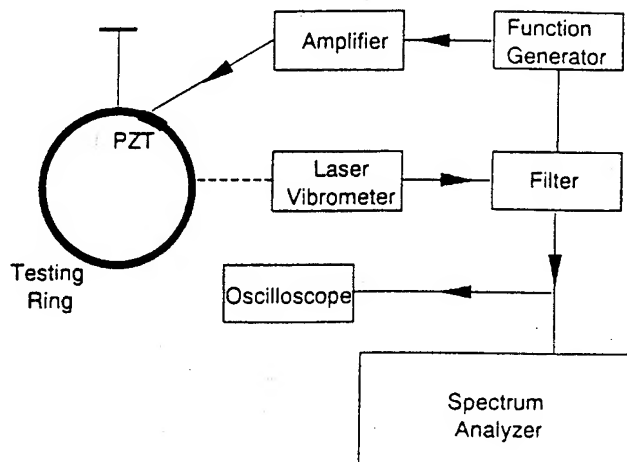 Amplifier
Function
Generator
PZT
Laser
Vibrometer
Filter
Testing
Ring
Oscilloscope
Spectrum
Analyzer